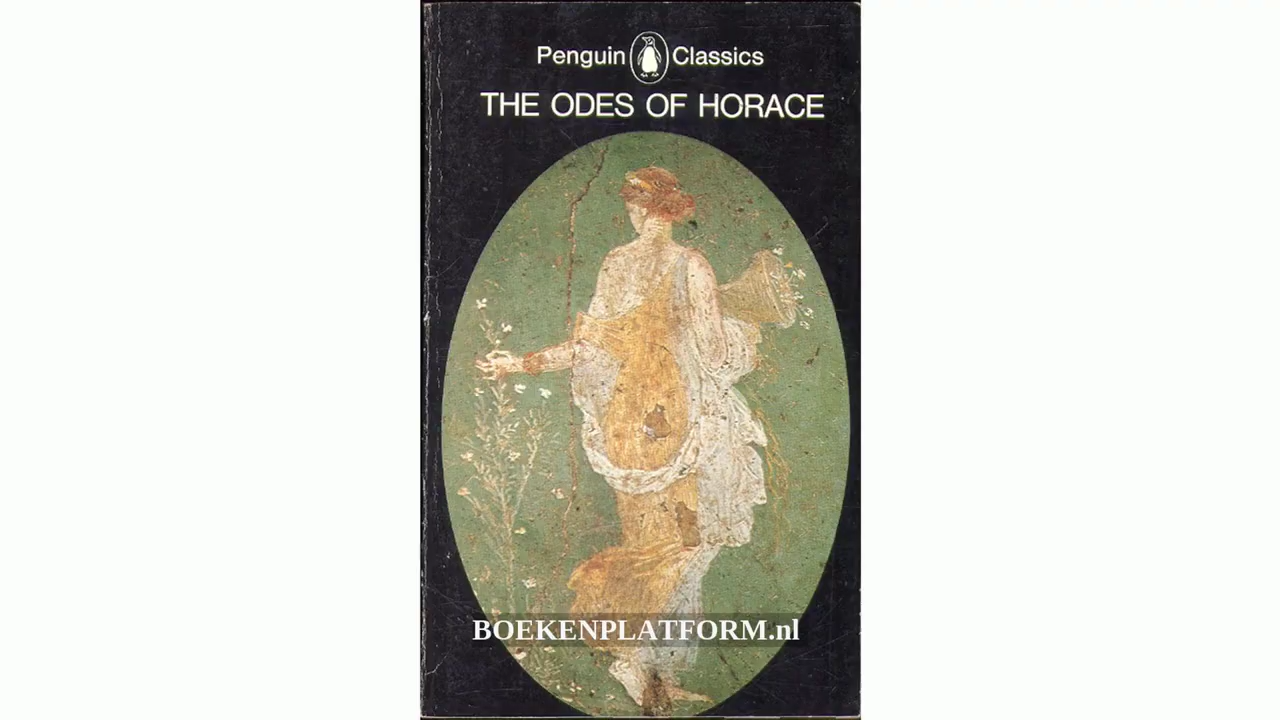 Penguin Classics
THE ODES OF HORACE
BOEKENPLATFORM.nl